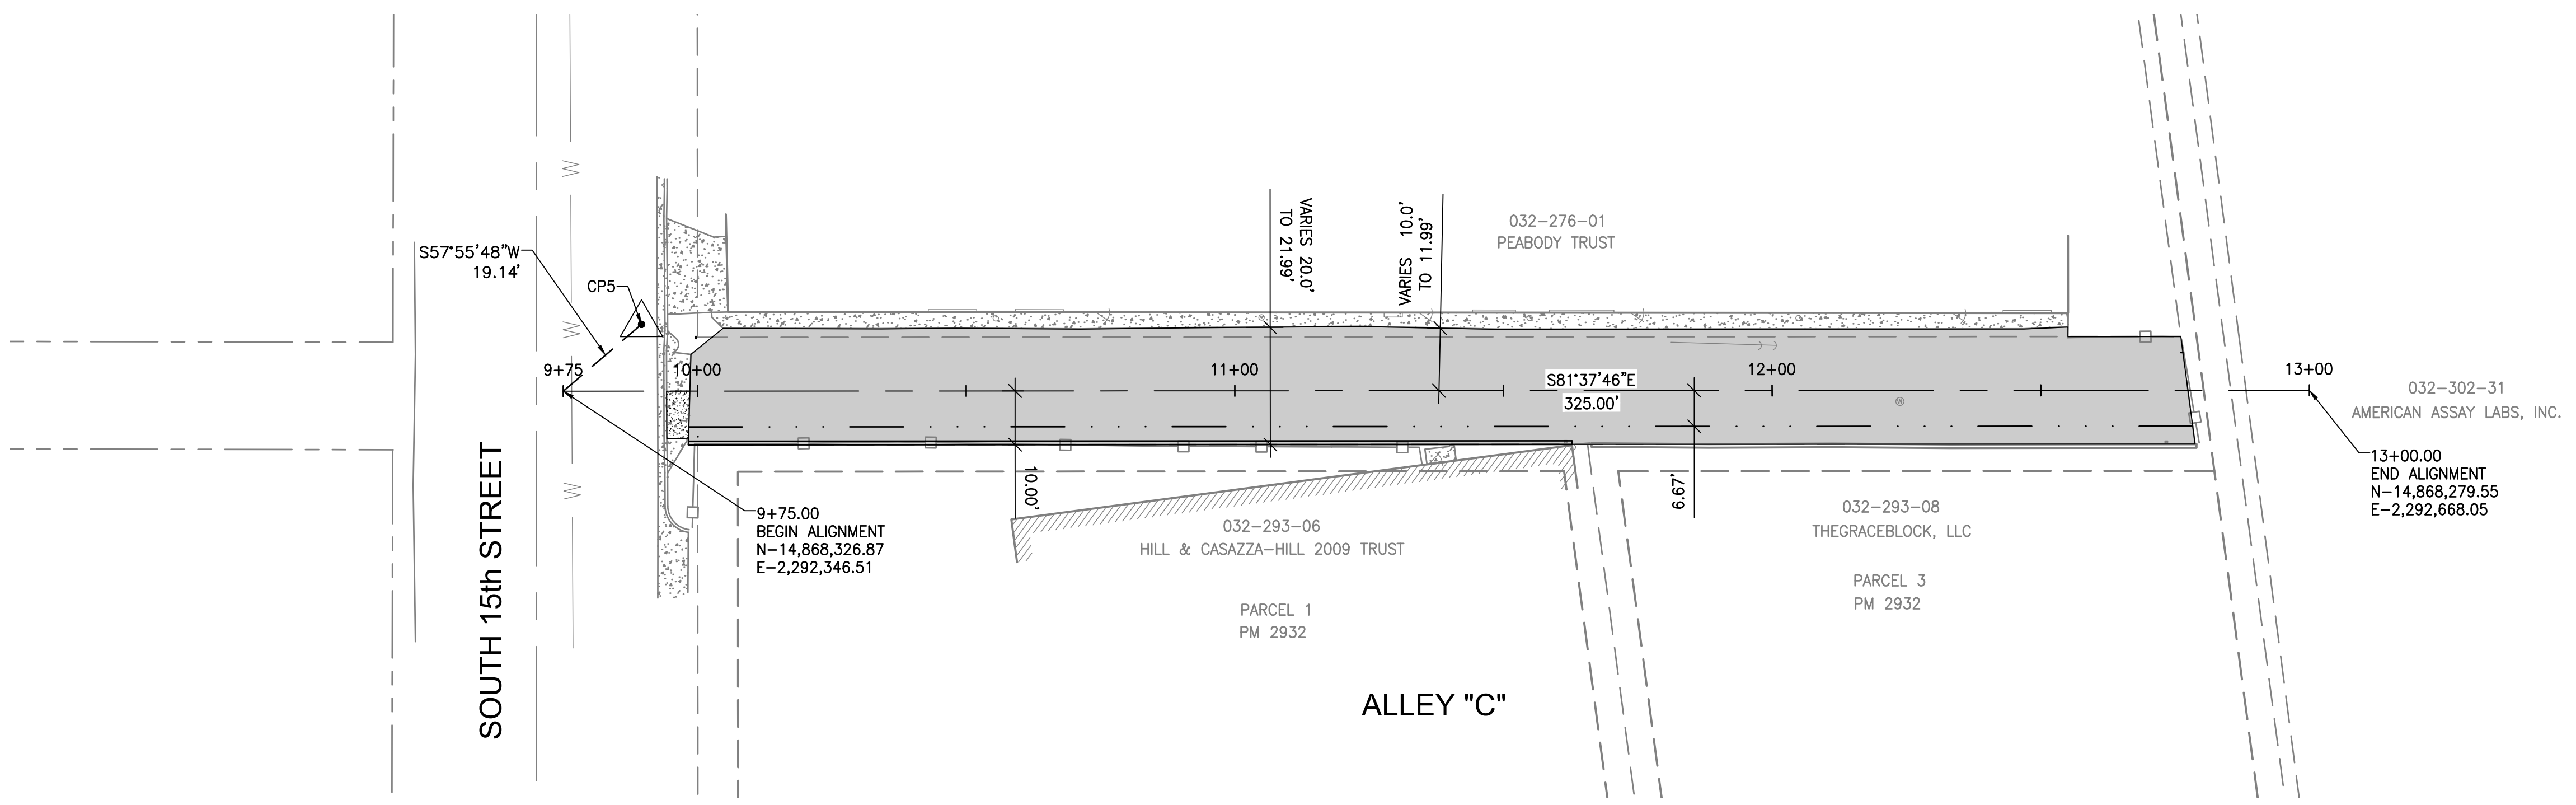 S57°55'48"W
19.14'
CP5
W
W
W
VARIES 20.0'
TO 21.99'
VARIES 10.0'
TO 11.99'
032-276-01
PEABODY TRUST
9+75
10+00
11+00
S81°37'46"E
325.00'
12+00
13+00
W
032-302-31
AMERICAN ASSAY LABS, INC.
10.00'
6.67'
13+00.00
END ALIGNMENT
N-14,868,279.55
E-2,292,668.05
9+75.00
BEGIN ALIGNMENT
N-14,868,326.87
E-2,292,346.51
032-293-06
HILL & CASAZZA-HILL 2009 TRUST
032-293-08
THEGRACEBLOCK, LLC
PARCEL 1
PM 2932
PARCEL 3
PM 2932
SOUTH 15th STREET
ALLEY "C"